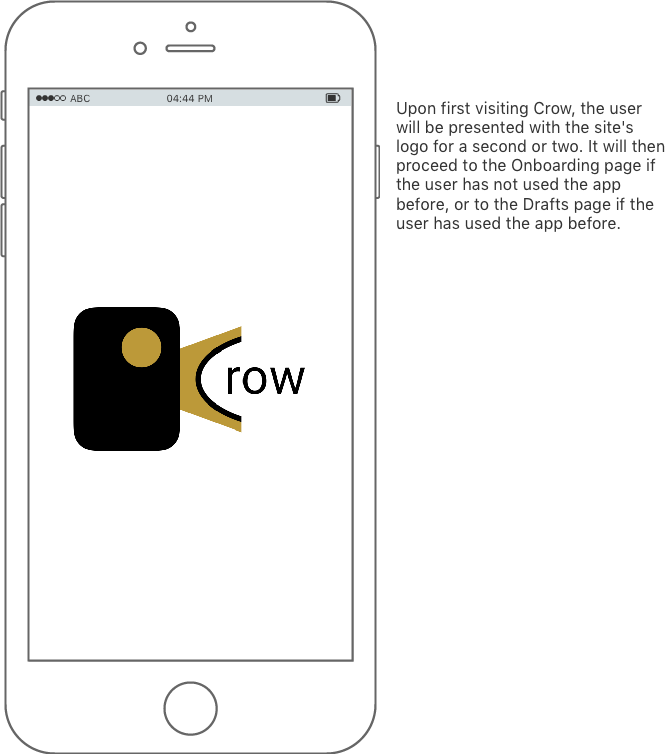 ABC 04:44 PM
Upon first visiting Crow, the user
will be presented with the site's
logo for a second or two. It will then
proceed to the Onboarding page if
the user has not used the app
before, or to the Drafts page if the
user has used the app before.
Crow